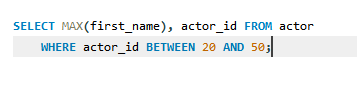 SELECT MAX(first_name), actor_id FROM actor
WHERE actor_id BETWEEN 20 AND 50;